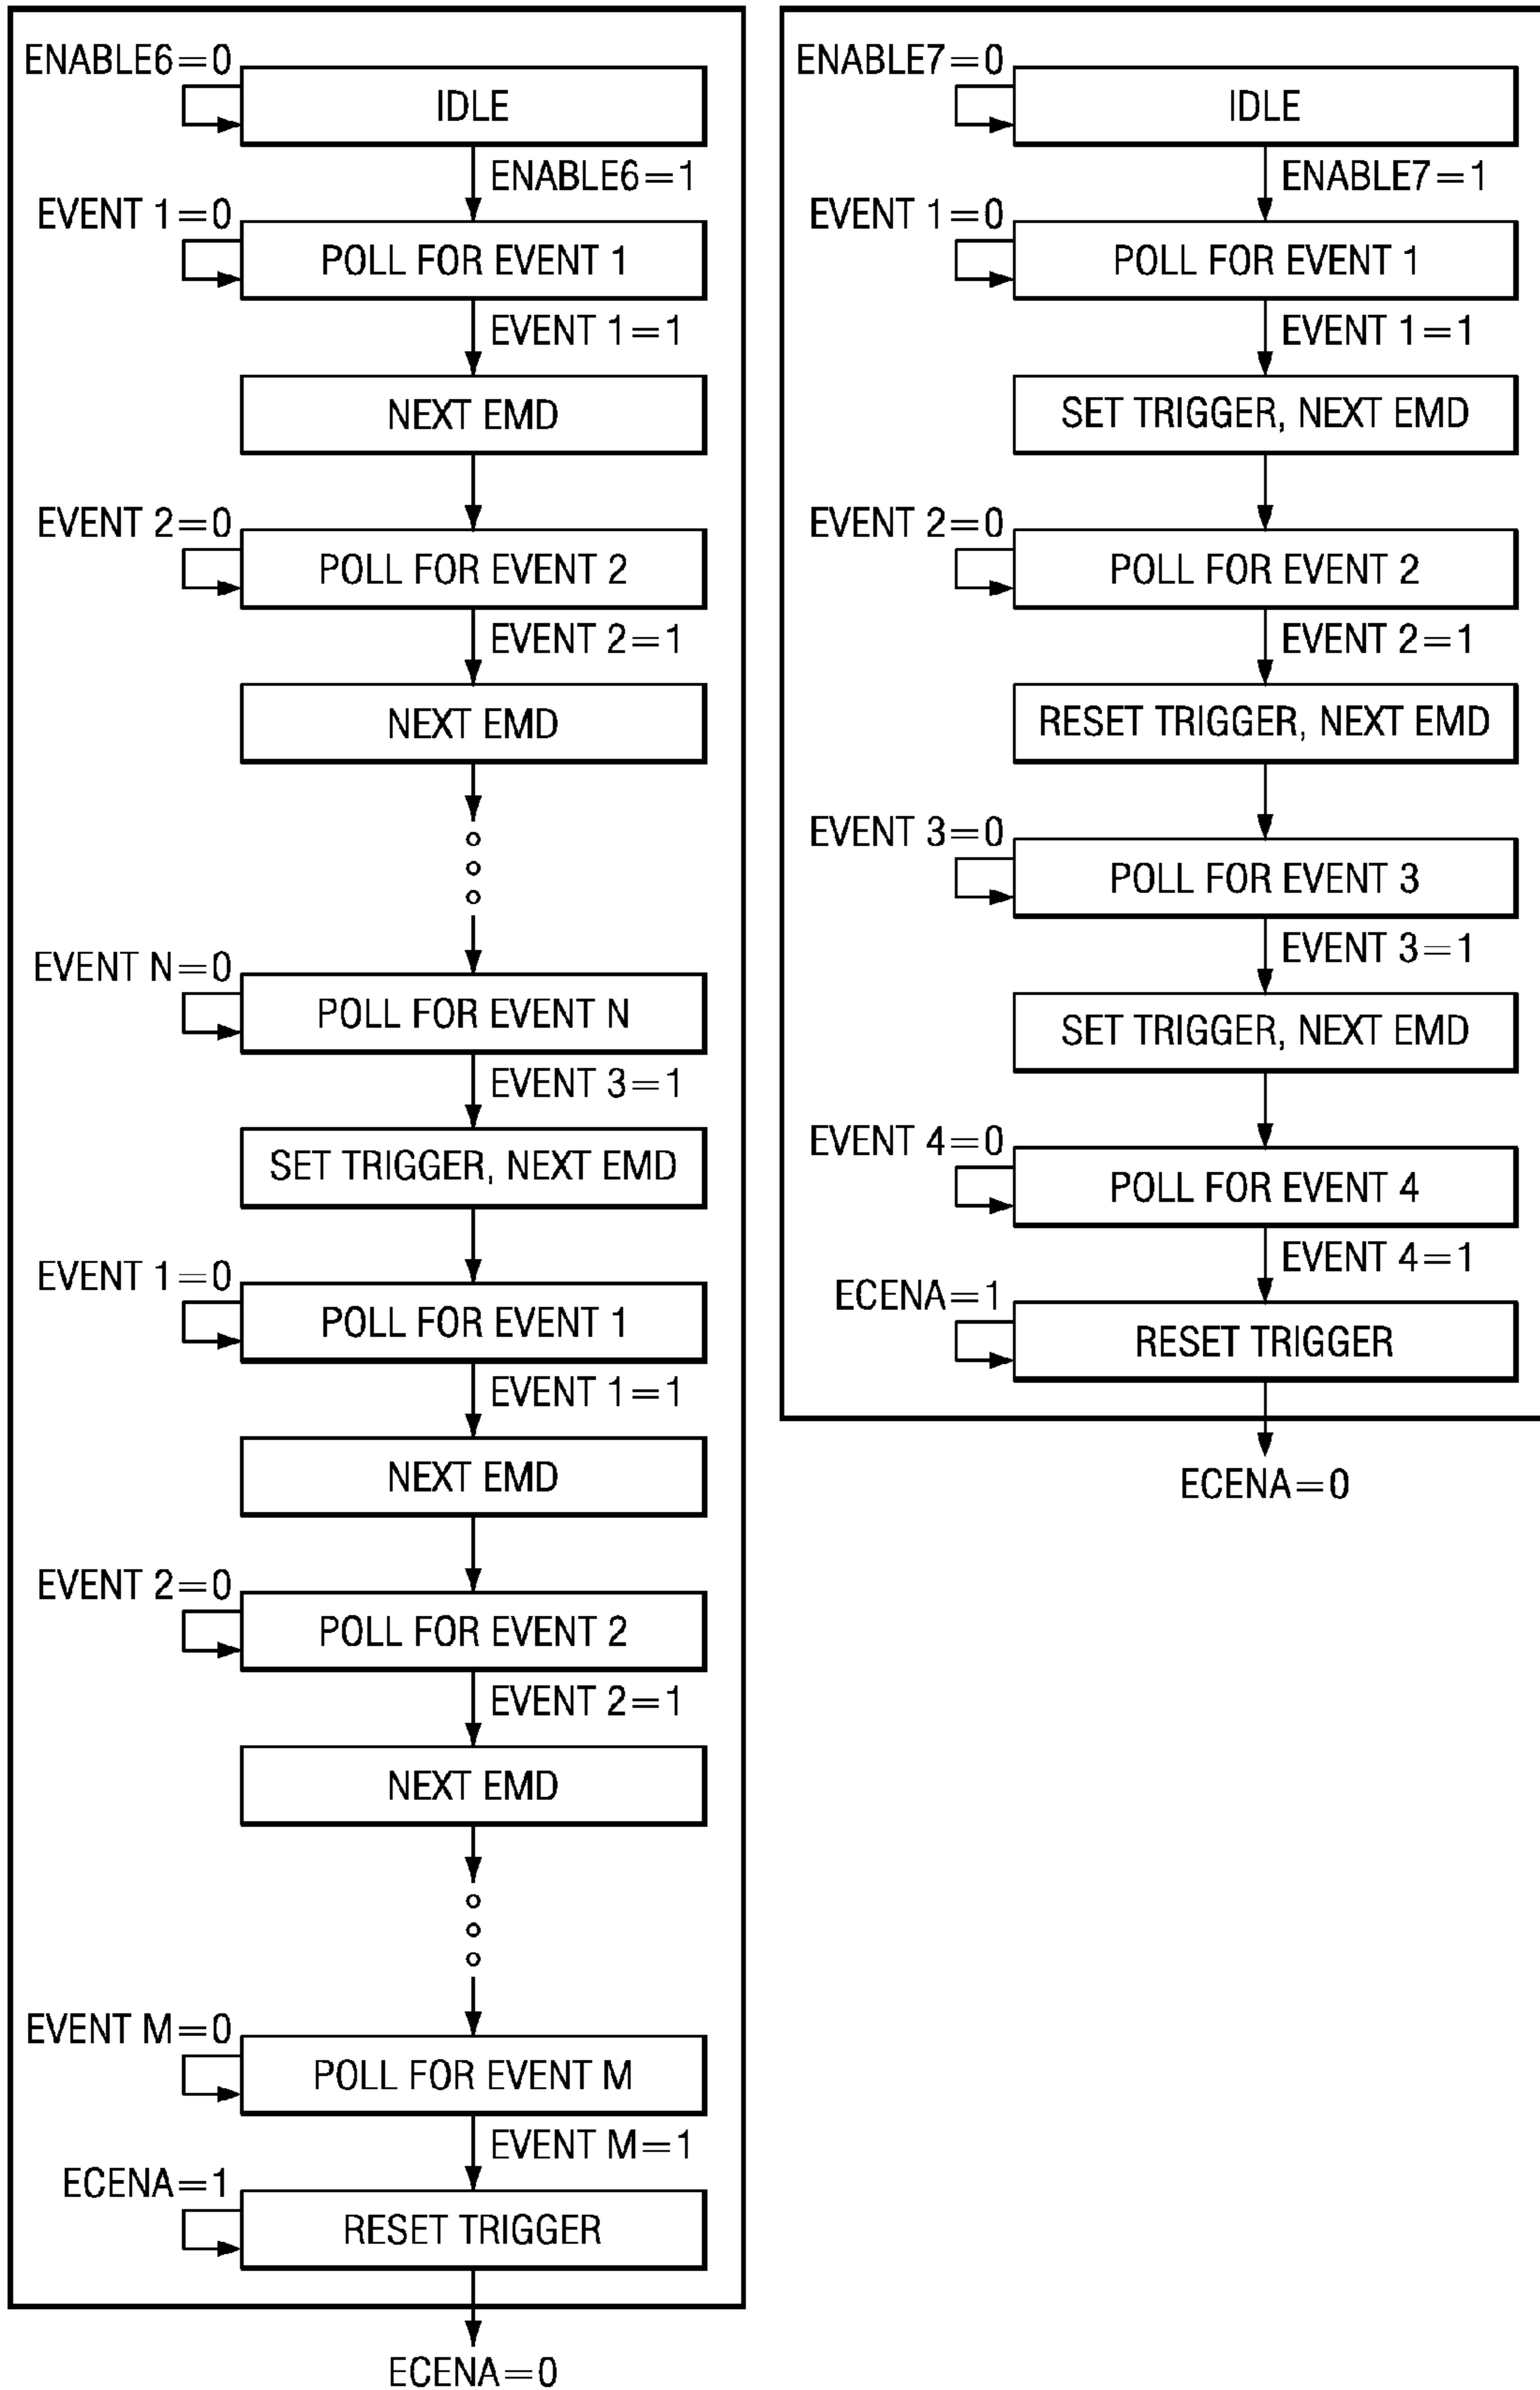 ENABLE6=0
IDLE
ENABLE6=1
EVENT 1=0
POLL FOR EVENT 1
EVENT 1=1
NEXT EMD
EVENT 2=0
POLL FOR EVENT 2
EVENT 2=1
NEXT EMD
EVENT N=0
POLL FOR EVENT N
EVENT 3=1
SET TRIGGER, NEXT EMD
EVENT 1=0
POLL FOR EVENT 1
EVENT 1=1
NEXT EMD
EVENT 2=0
POLL FOR EVENT 2
EVENT 2=1
NEXT EMD
EVENT M=0
POLL FOR EVENT M
EVENT M=1
ECENA=1
RESET TRIGGER
ECENA=0
ENABLE7=0
IDLE
ENABLE7=1
EVENT 1=0
POLL FOR EVENT 1
EVENT 1=1
SET TRIGGER, NEXT EMD
EVENT 2=0
POLL FOR EVENT 2
EVENT 2=1
RESET TRIGGER, NEXT EMD
EVENT 3=0
POLL FOR EVENT 3
EVENT 3=1
SET TRIGGER, NEXT EMD
EVENT 4=0
POLL FOR EVENT 4
EVENT 4=1
ECENA=1
RESET TRIGGER
ECENA=0